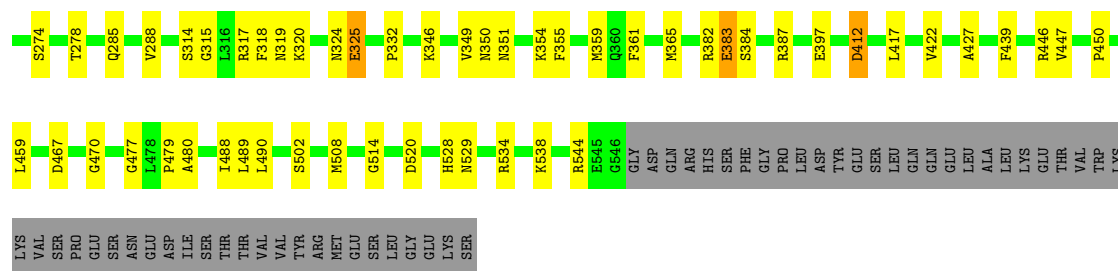 S274 T278 Q285 V288 S314 G315 L316 R317 F318 N319 K320 N324 E325 P332 K346 V349 N350 N351 K354 F355 M359 Q360 F361 M365 R382 E383 S384 R387 E397 D412 L417 V422 A427 F439 R446 V447 P450
L459 D467 G470 G477 L478 P479 A480 I488 L489 L490 S502 M508 G514 D520 H528 N529 R534 K538 R544 E545 G546 GLY ASP GLN ARG HIS SER PHE GLY PRO LEU ASP TYR GLU SER LEU GLN GLN GLU LEU ALA LEU LYS GLU THR VAL TRP LYS
LYS VAL SER PRO GLU SER ASN GLU ASP ILE SER THR THR VAL VAL TYR ARG MET GLU SER LEU GLY GLU LYS SER